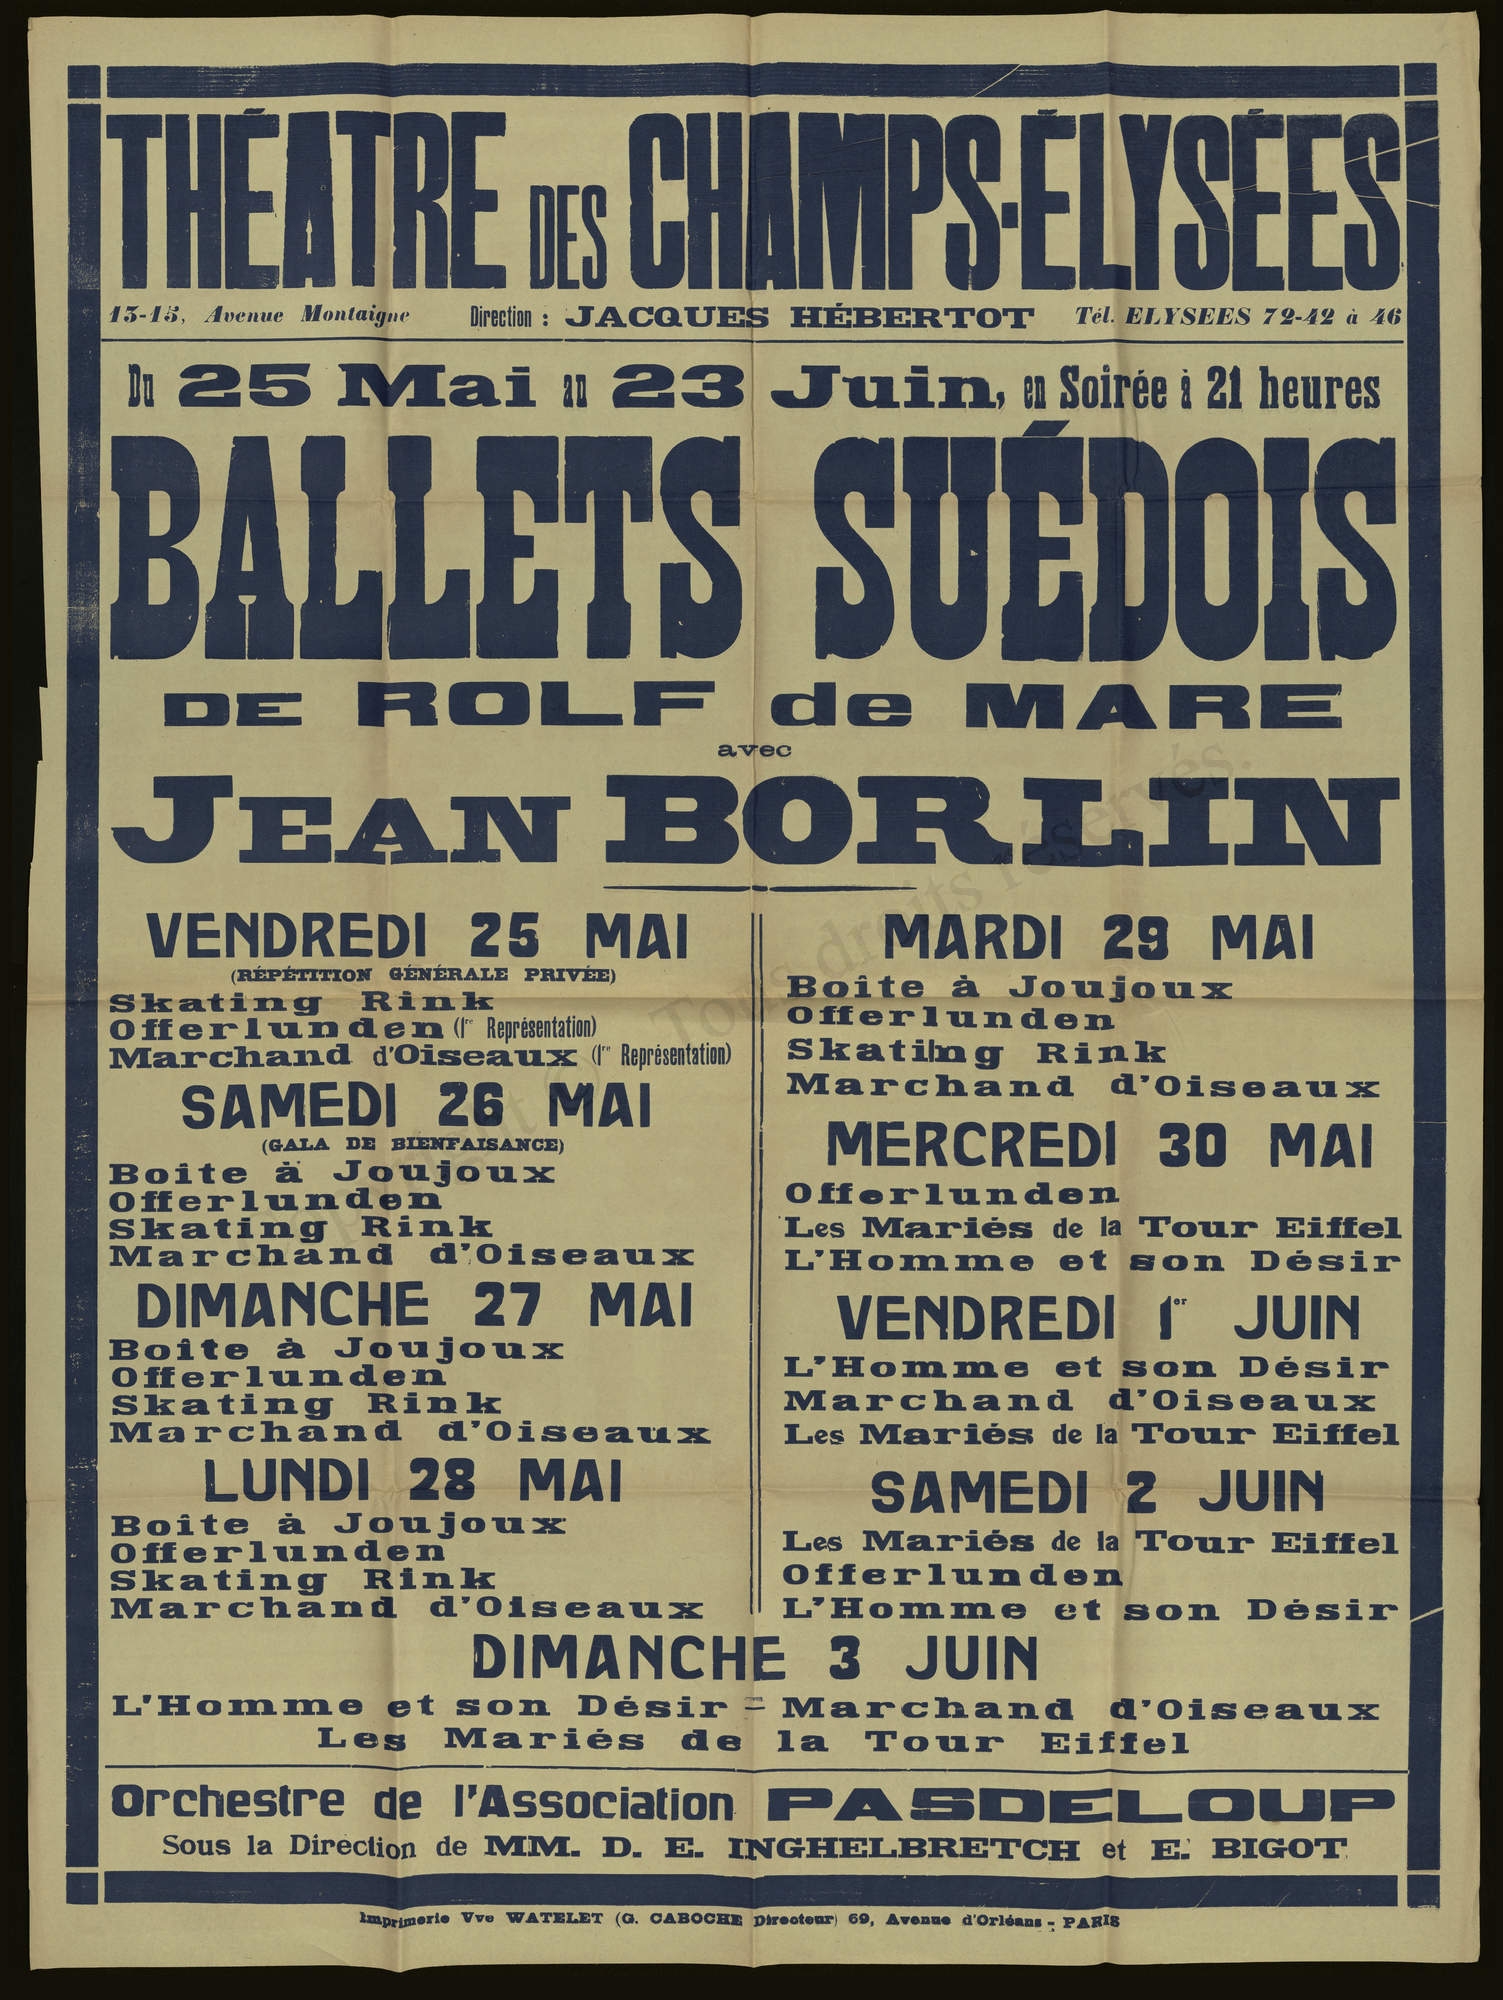 THÉATRE DES CHAMPS-ÉLYSÉES
13-15, Avenue Montaigne Direction : JACQUES HÉBERTOT Tél. ELYSEES 72-42 à 46
Du 25 Mai au 23 Juin, en Soirée à 21 heures
BALLETS SUÉDOIS
DE ROLF de MARE
avec
JEAN BORLIN
VENDREDI 25 MAI
(RÉPÉTITION GÉNÉRALE PRIVÉE)
Skating Rink
Offerlunden (1re Représentation)
Marchand d'Oiseaux (1re Représentation)
SAMEDI 26 MAI
(GALA DE BIENFAISANCE)
Boîte à Joujoux
Offerlunden
Skating Rink
Marchand d'Oiseaux
DIMANCHE 27 MAI
Boîte à Joujoux
Offerlunden
Skating Rink
Marchand d'Oiseaux
LUNDI 28 MAI
Boîte à Joujoux
Offerlunden
Skating Rink
Marchand d'Oiseaux
MARDI 29 MAI
Boîte à Joujoux
Offerlunden
Skating Rink
Marchand d'Oiseaux
MERCREDI 30 MAI
Offerlunden
Les Mariés de la Tour Eiffel
L'Homme et son Désir
VENDREDI 1er JUIN
L'Homme et son Désir
Marchand d'Oiseaux
Les Mariés de la Tour Eiffel
SAMEDI 2 JUIN
Les Mariés de la Tour Eiffel
Offerlunden
L'Homme et son Désir
DIMANCHE 3 JUIN
L'Homme et son Désir = Marchand d'Oiseaux
Les Mariés de la Tour Eiffel
Orchestre de l'Association PASDELOUP
Sous la Direction de MM. D. E. INGHELBRETCH et E. BIGOT
Imprimerie Vve WATELET (G. CABOCHE Directeur) 69, Avenue d'Orléans - PARIS
Copyright © Tous droits réservés.